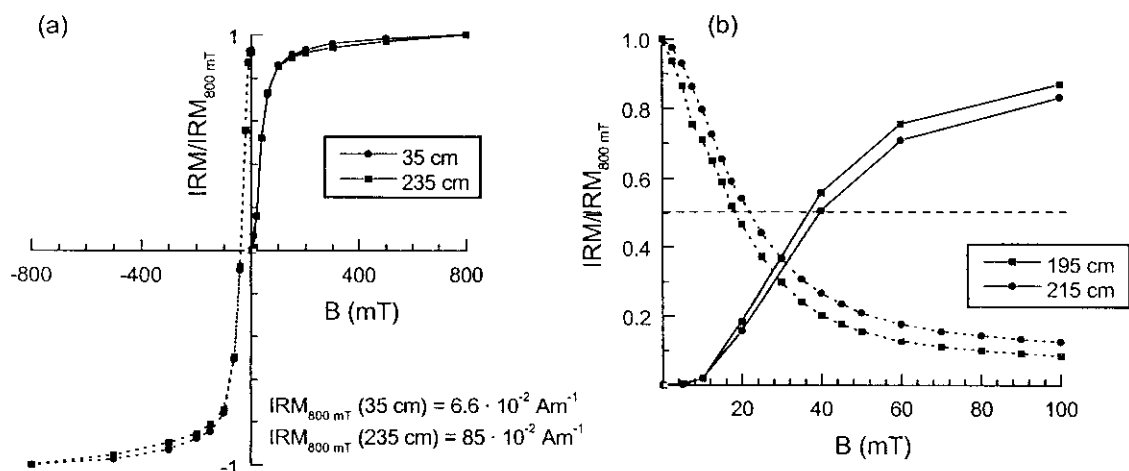 (a)
1
IRM/IRM800 mT
35 cm
235 cm
-800
-400
400
800
B (mT)
IRM800 mT (35 cm) = 6.6 · 10-2 Am-1
IRM800 mT (235 cm) = 85 · 10-2 Am-1
-1
(b)
1.0
0.8
0.6
0.4
0.2
IRM/IRM800 mT
195 cm
215 cm
20
40
60
80
100
B (mT)